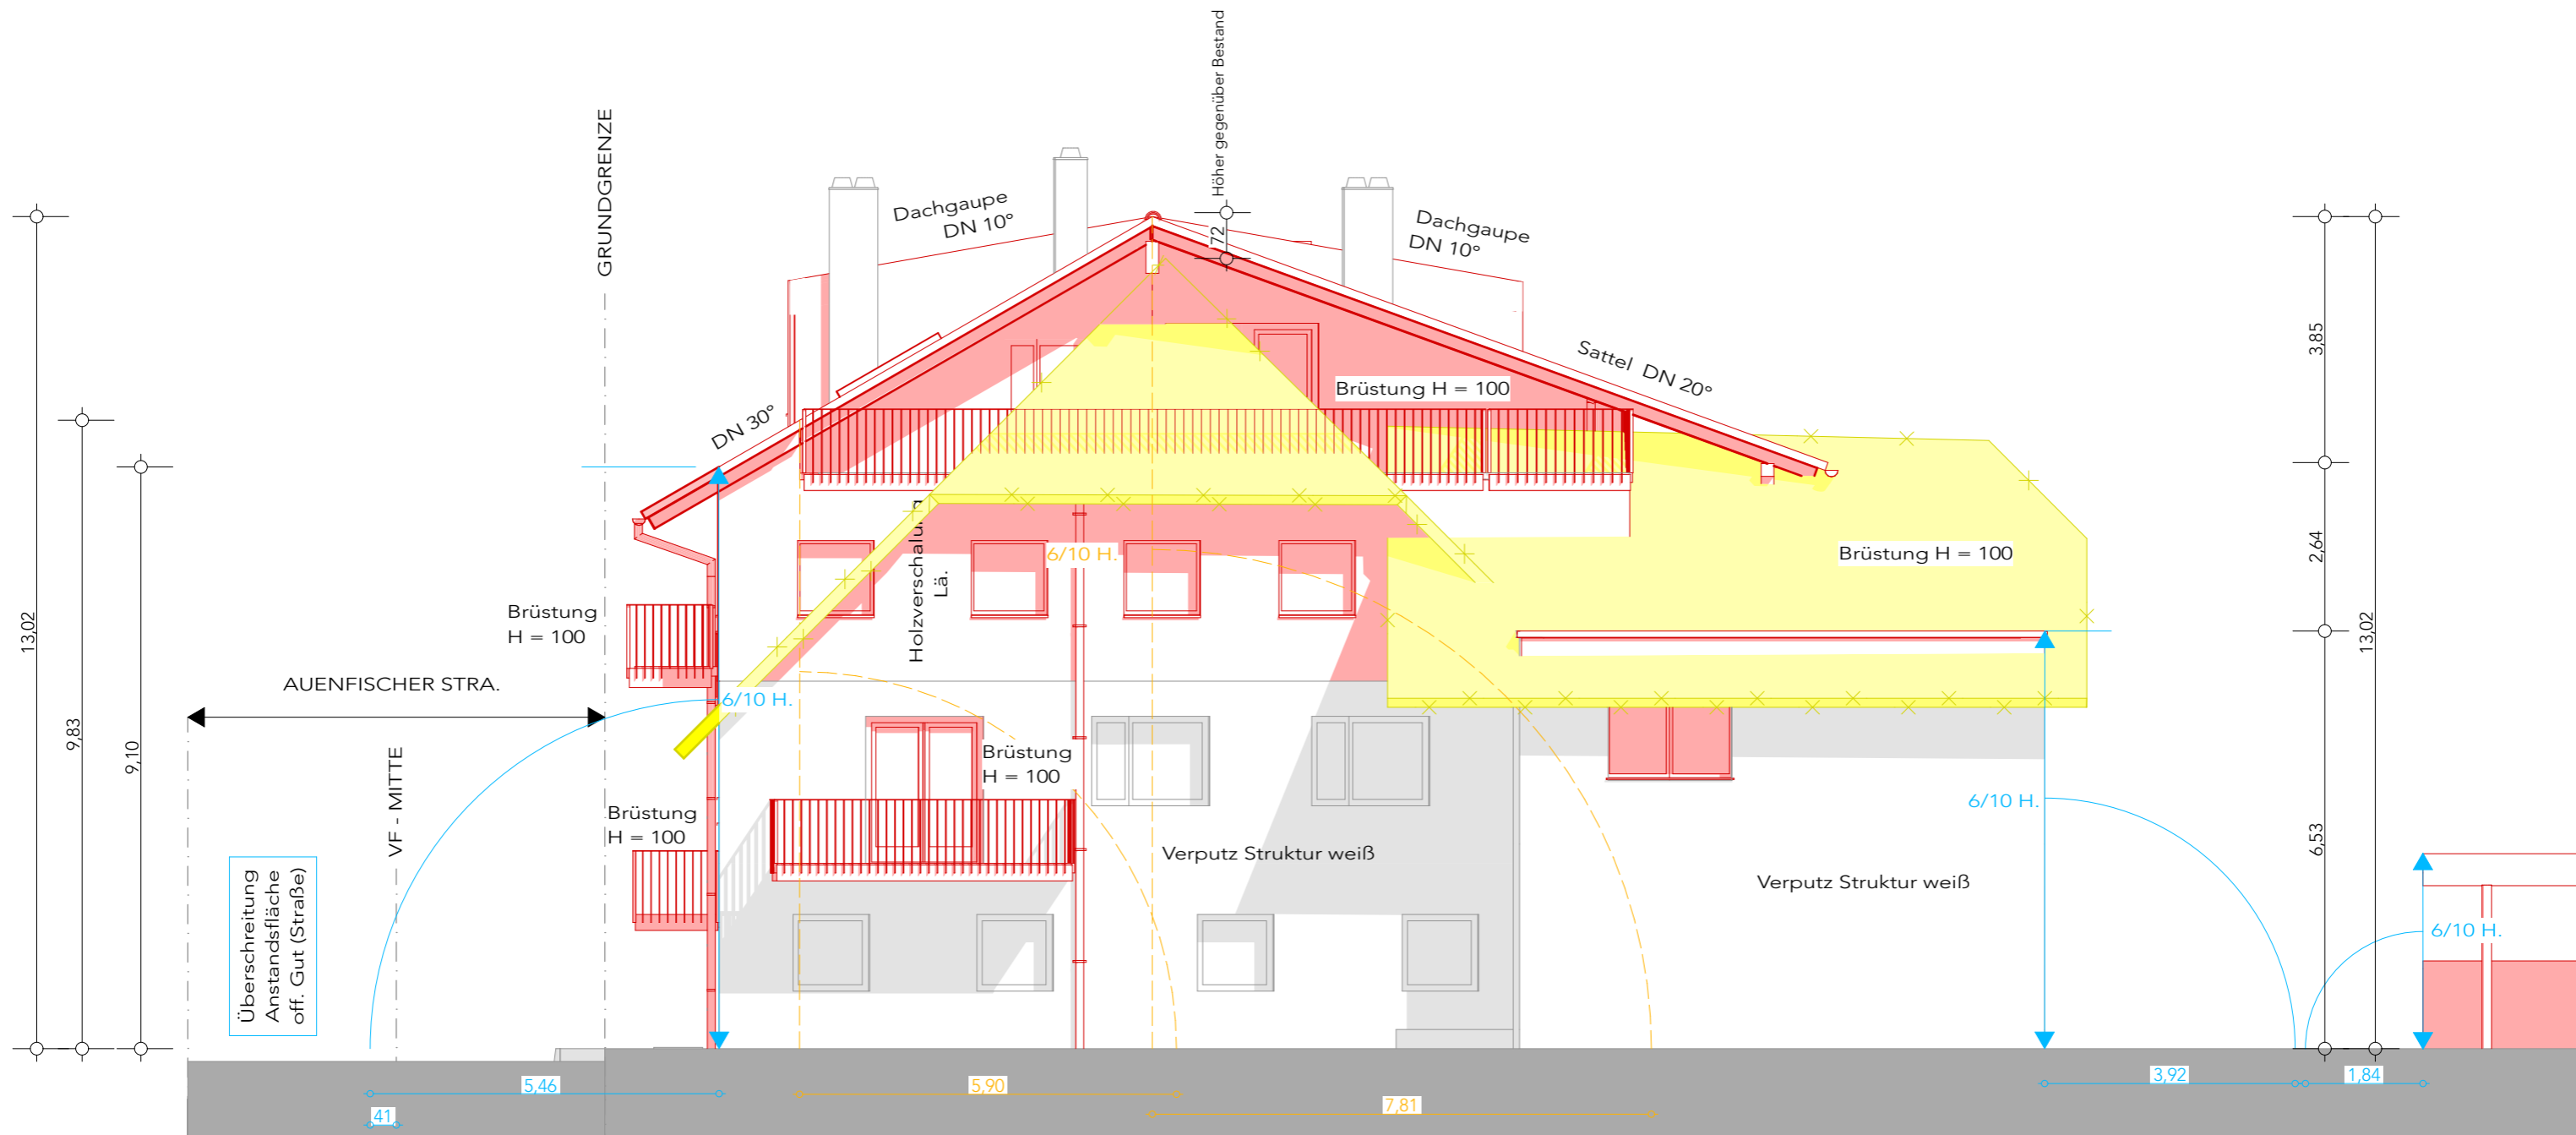 Höher gegenüber Bestand
72
GRUNDGRENZE
Dachgaupe
DN 10°
Dachgaupe
DN 10°
Sattel DN 20°
DN 30°
Brüstung H = 100
Brüstung H = 100
Holzverschalung
Lä.
6/10 H.
Brüstung
H = 100
13,02
9,83
9,10
AUENFISCHER STRA.
6/10 H.
VF - MITTE
Brüstung
H = 100
Brüstung
H = 100
Verputz Struktur weiß
Verputz Struktur weiß
Überschreitung
Anstandsfläche
off. Gut (Straße)
6/10 H.
6/10 H.
3,85
2,64
13,02
6,53
5,46
41
5,90
7,81
3,92
1,84